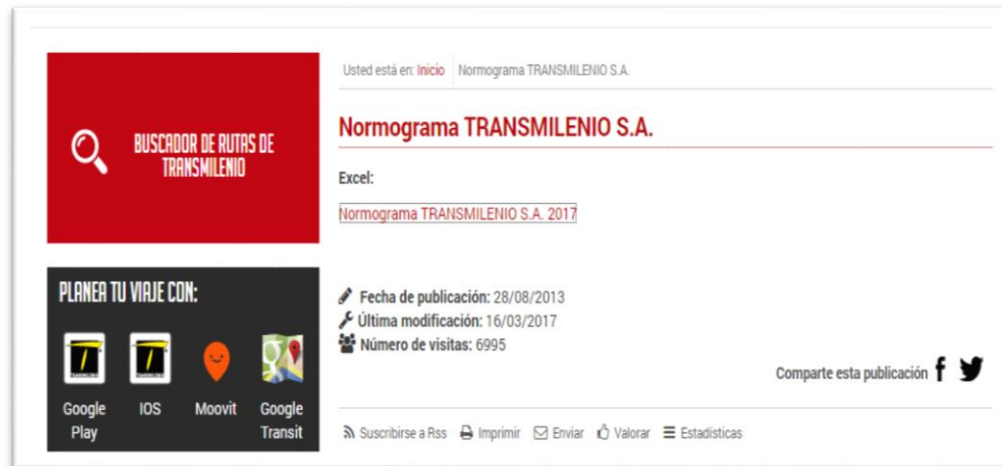 BUSCADOR DE RUTAS DE
TRANSMILENIO
PLANEA TU VIAJE CON:
Google
Play
IOS
Moovit
Google
Transit
Usted está en: Inicio Normograma TRANSMILENIO S.A.
Normograma TRANSMILENIO S.A.
Excel:
Normograma TRANSMILENIO S.A. 2017
Fecha de publicación: 28/08/2013
Última modificación: 16/03/2017
Número de visitas: 6995
Comparte esta publicación
Suscribirse a Rss Imprimir Enviar Valorar Estadísticas